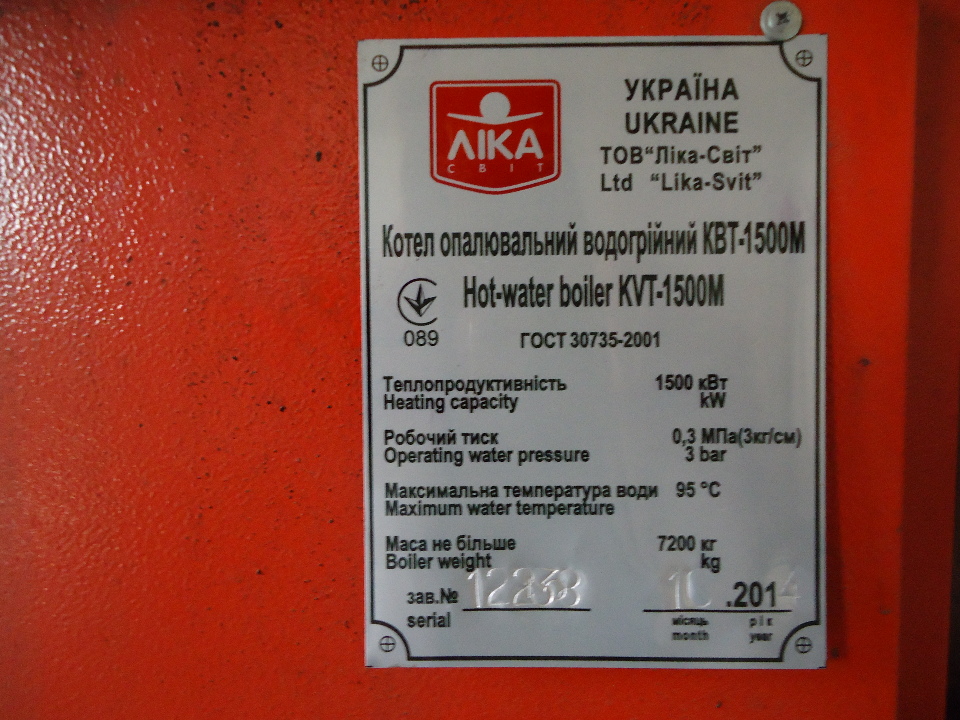 ЛІКА
СВІТ
УКРАЇНА
UKRAINE
ТОВ“Ліка-Світ”
Ltd “Lika-Svit”
Котел опалювальний водогрійний КВТ-1500М
Hot-water boiler KVT-1500M
089
ГОСТ 30735-2001
Теплопродуктивність 1500 кВт
Heating capacity kW
Робочий тиск 0,3 МПа(3кг/см)
Operating water pressure 3 bar
Максимальна температура води 95 °C
Maximum water temperature
Маса не більше 7200 кг
Boiler weight kg
зав.№ .2014
serial місяць рік
month year